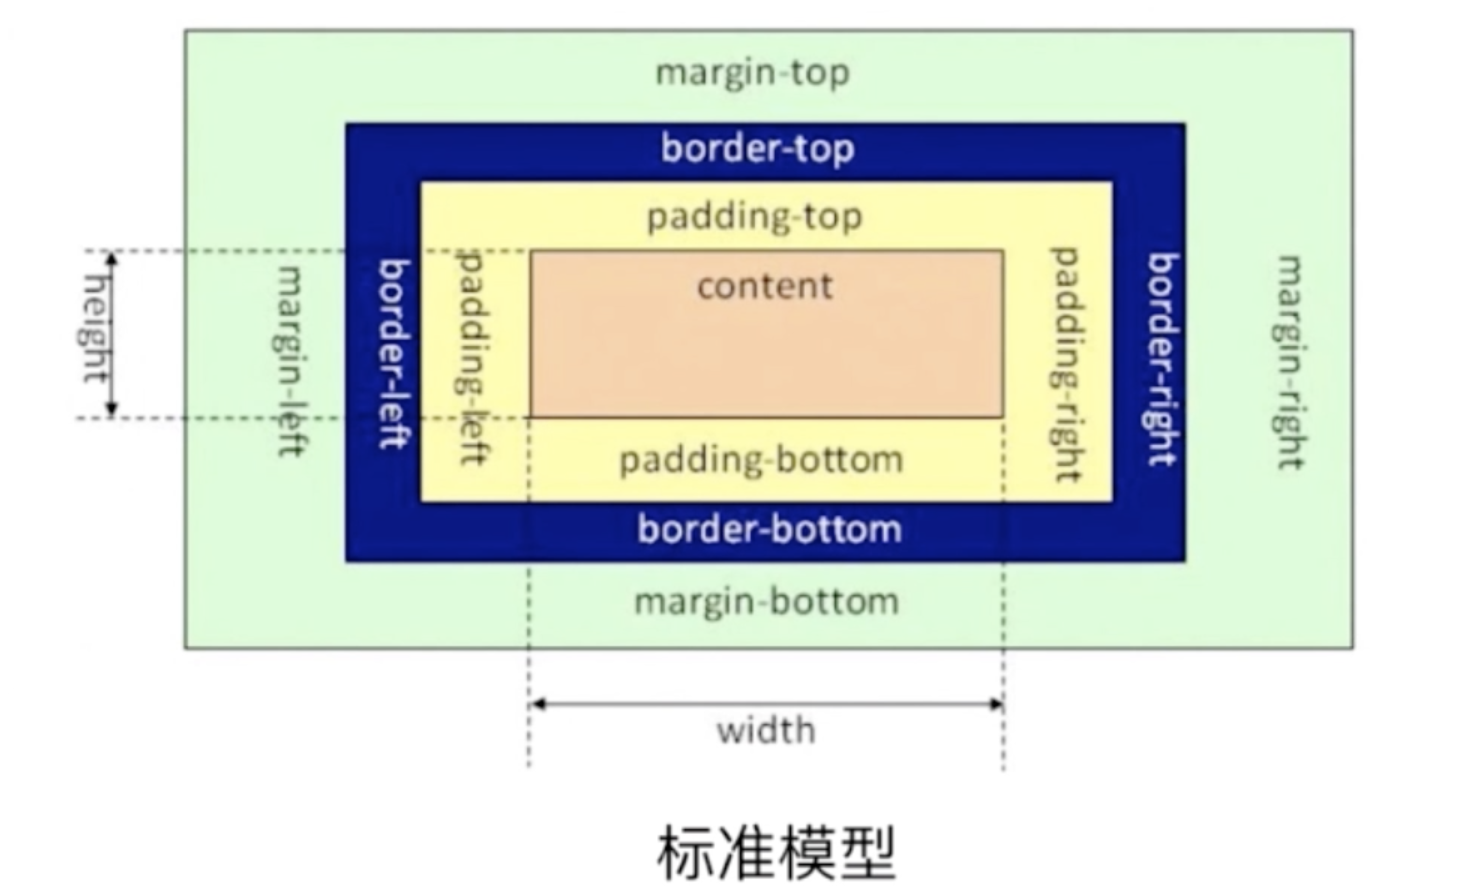 margin-top
border-top
padding-top
height
margin-left
border-left
padding-left
content
padding-right
border-right
margin-right
padding-bottom
border-bottom
margin-bottom
width
标准模型